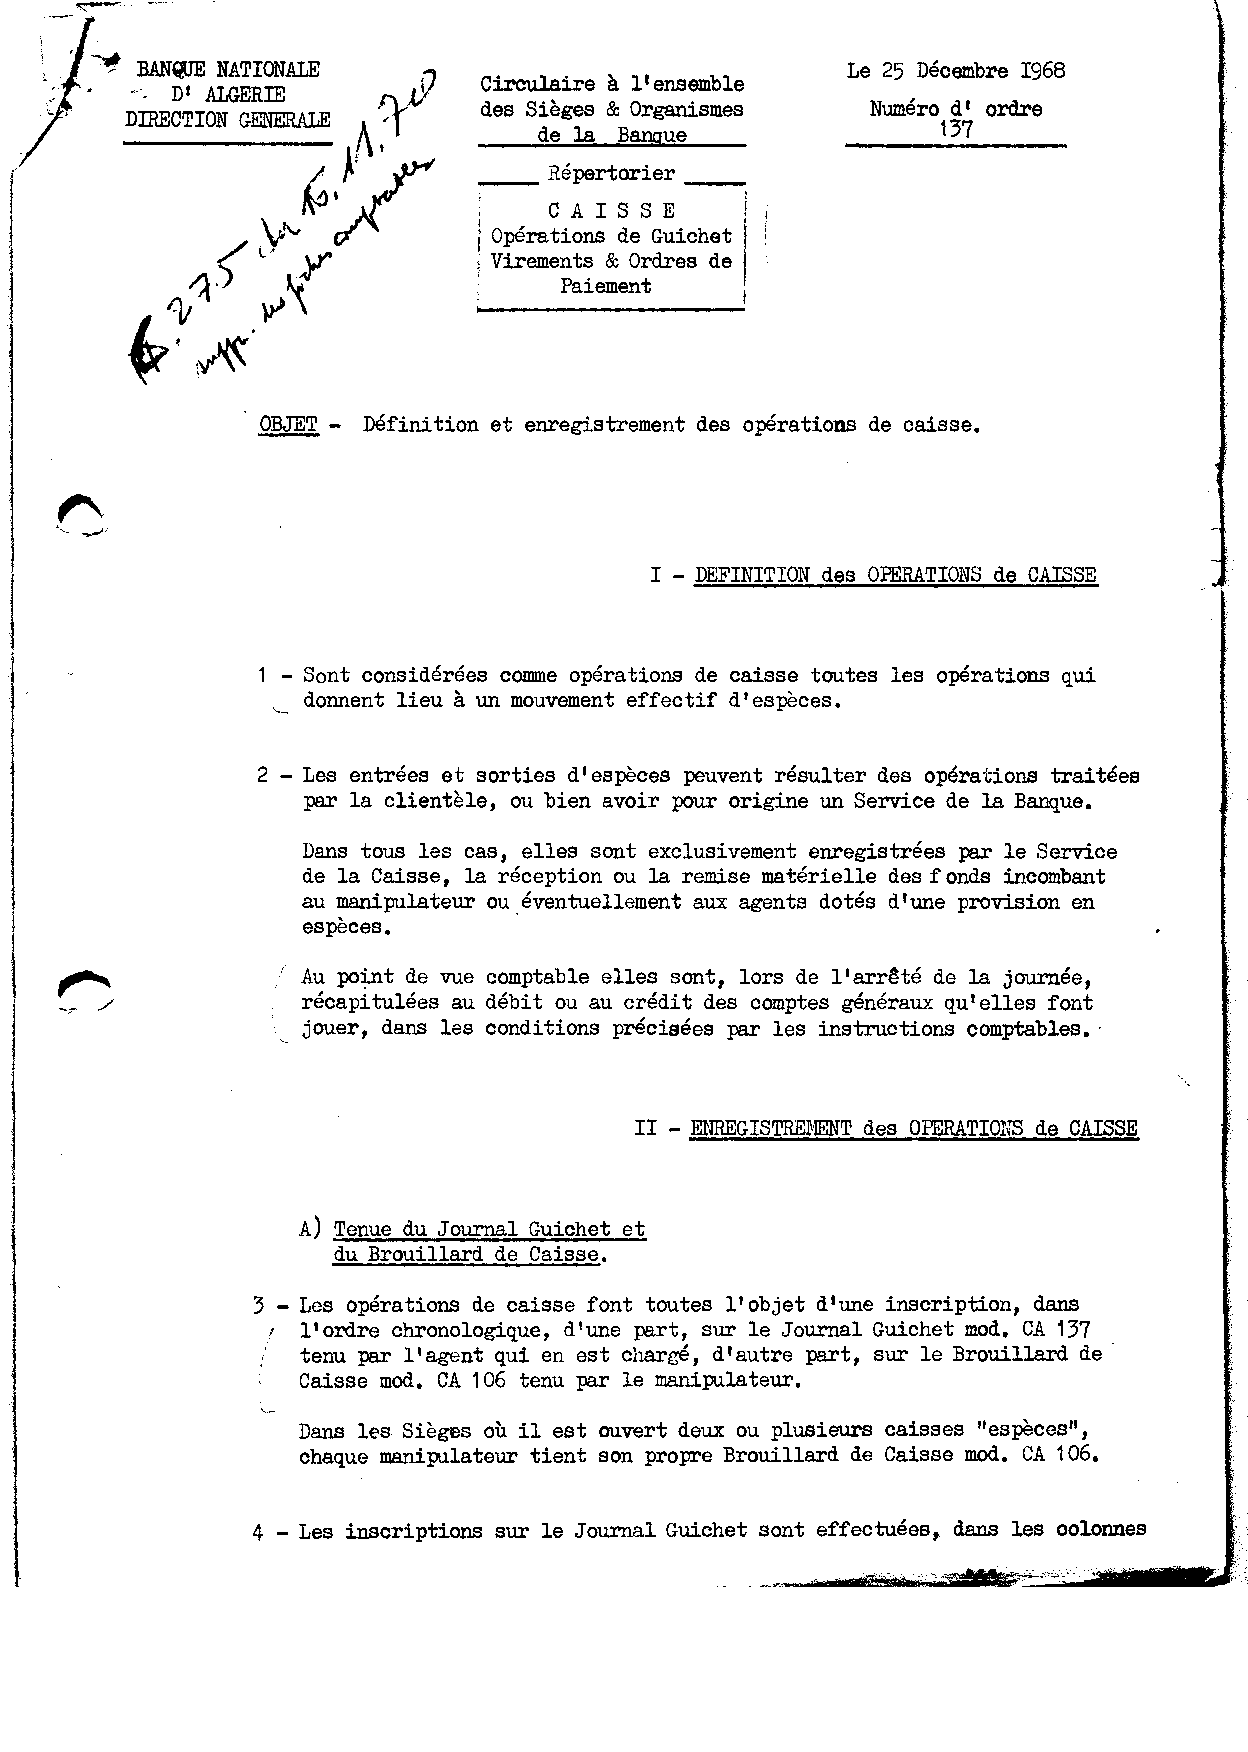 BANQUE NATIONALE
D' ALGERIE
DIRECTION GENERALE
Circulaire à l'ensemble
des Sièges & Organismes
de la Banque
Le 25 Décembre I968
Numéro d' ordre
137
Répertorier
C A I S S E
Opérations de Guichet
Virements & Ordres de
Paiement
275 du 15.11.70
suppr. des fiches comptables
OBJET - Définition et enregistrement des opérations de caisse.
I - DEFINITION des OPERATIONS de CAISSE
1 - Sont considérées comme opérations de caisse toutes les opérations qui
donnent lieu à un mouvement effectif d'espèces.
2 - Les entrées et sorties d'espèces peuvent résulter des opérations traitées
par la clientèle, ou bien avoir pour origine un Service de la Banque.
Dans tous les cas, elles sont exclusivement enregistrées par le Service
de la Caisse, la réception ou la remise matérielle des fonds incombant
au manipulateur ou éventuellement aux agents dotés d'une provision en
espèces.
Au point de vue comptable elles sont, lors de l'arrêté de la journée,
récapitulées au débit ou au crédit des comptes généraux qu'elles font
jouer, dans les conditions précisées par les instructions comptables.
II - ENREGISTREMENT des OPERATIONS de CAISSE
A) Tenue du Journal Guichet et
du Brouillard de Caisse.
3 - Les opérations de caisse font toutes l'objet d'une inscription, dans
l'ordre chronologique, d'une part, sur le Journal Guichet mod. CA 137
tenu par l'agent qui en est chargé, d'autre part, sur le Brouillard de
Caisse mod. CA 106 tenu par le manipulateur.
Dans les Sièges où il est ouvert deux ou plusieurs caisses "espèces",
chaque manipulateur tient son propre Brouillard de Caisse mod. CA 106.
4 - Les inscriptions sur le Journal Guichet sont effectuées, dans les colonnes